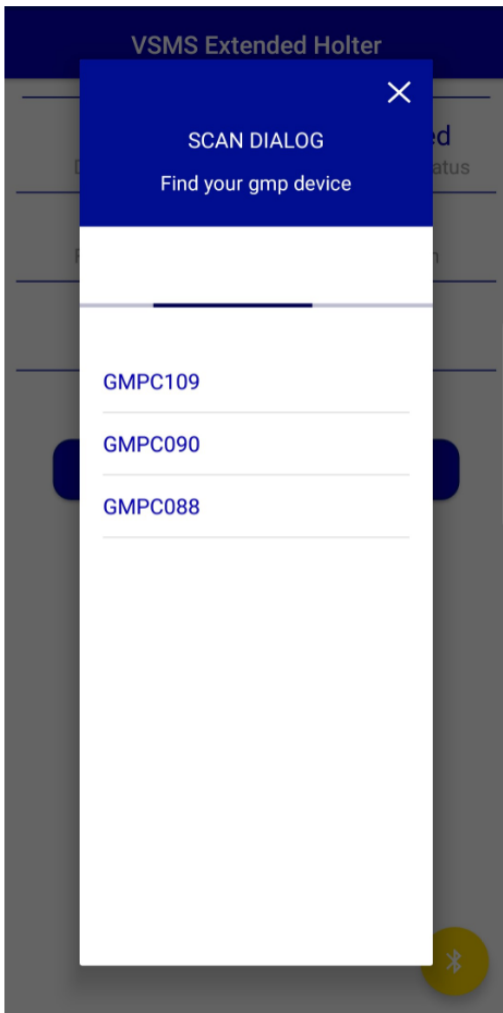 VSMS Extended Holter
SCAN DIALOG
Find your gmp device
GMPC109
GMPC090
GMPC088